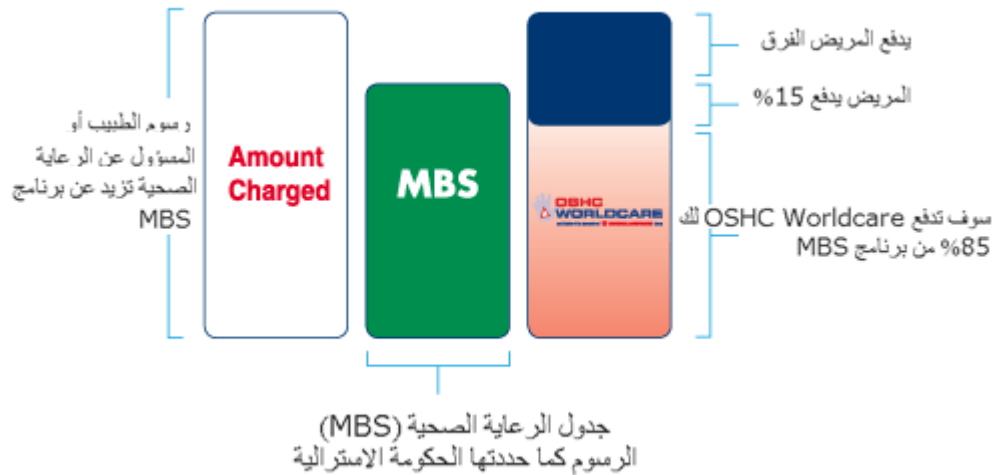 يدفع المريض الفرق
المريض يدفع 15%
سوف تدفع OSHC Worldcare لك
85% من برنامج MBS
OSHC
WORLDCARE
MBS
Amount
Charged
رسوم الطبيب أو
المسؤول عن الرعاية
الصحية تزيد عن برنامج
MBS
جدول الرعاية الصحية (MBS)
الرسوم كما حددتها الحكومة الاسترالية